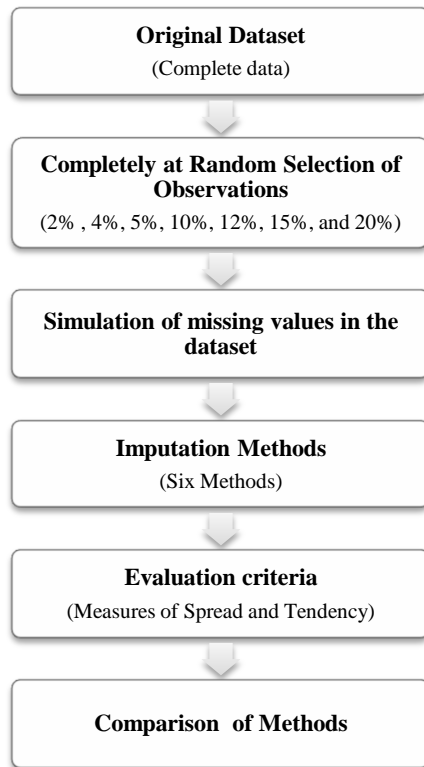 Original Dataset
(Complete data)
Completely at Random Selection of
Observations
(2% , 4%, 5%, 10%, 12%, 15%, and 20%)
Simulation of missing values in the
dataset
Imputation Methods
(Six Methods)
Evaluation criteria
(Measures of Spread and Tendency)
Comparison of Methods